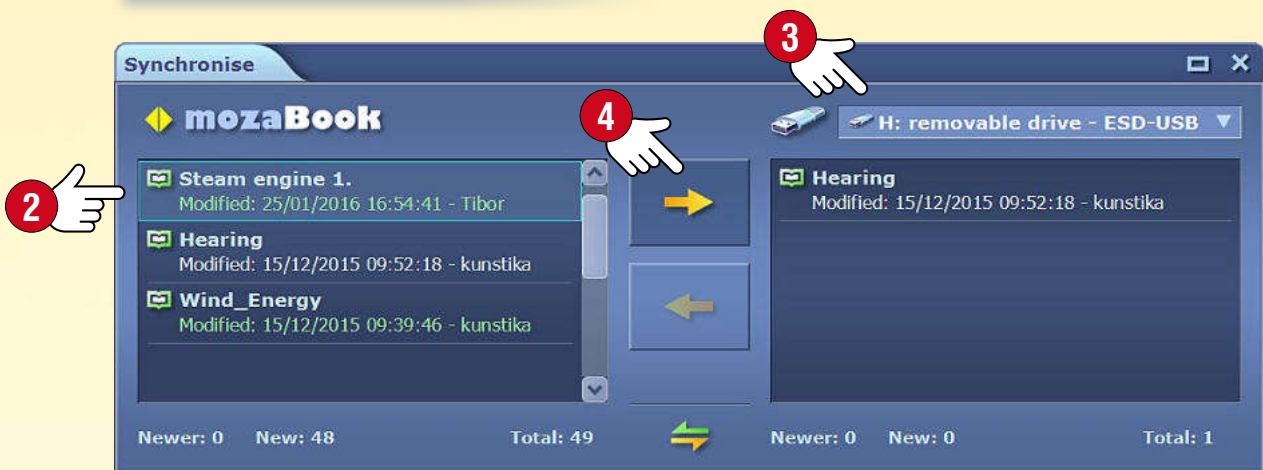 3
Synchronise
mozaBook
4
H: removable drive - ESD-USB
2
Steam engine 1.
Modified: 25/01/2016 16:54:41 - Tibor
Hearing
Modified: 15/12/2015 09:52:18 - kunstika
Wind_Energy
Modified: 15/12/2015 09:39:46 - kunstika
Hearing
Modified: 15/12/2015 09:52:18 - kunstika
Newer: 0 New: 48 Total: 49
Newer: 0 New: 0 Total: 1